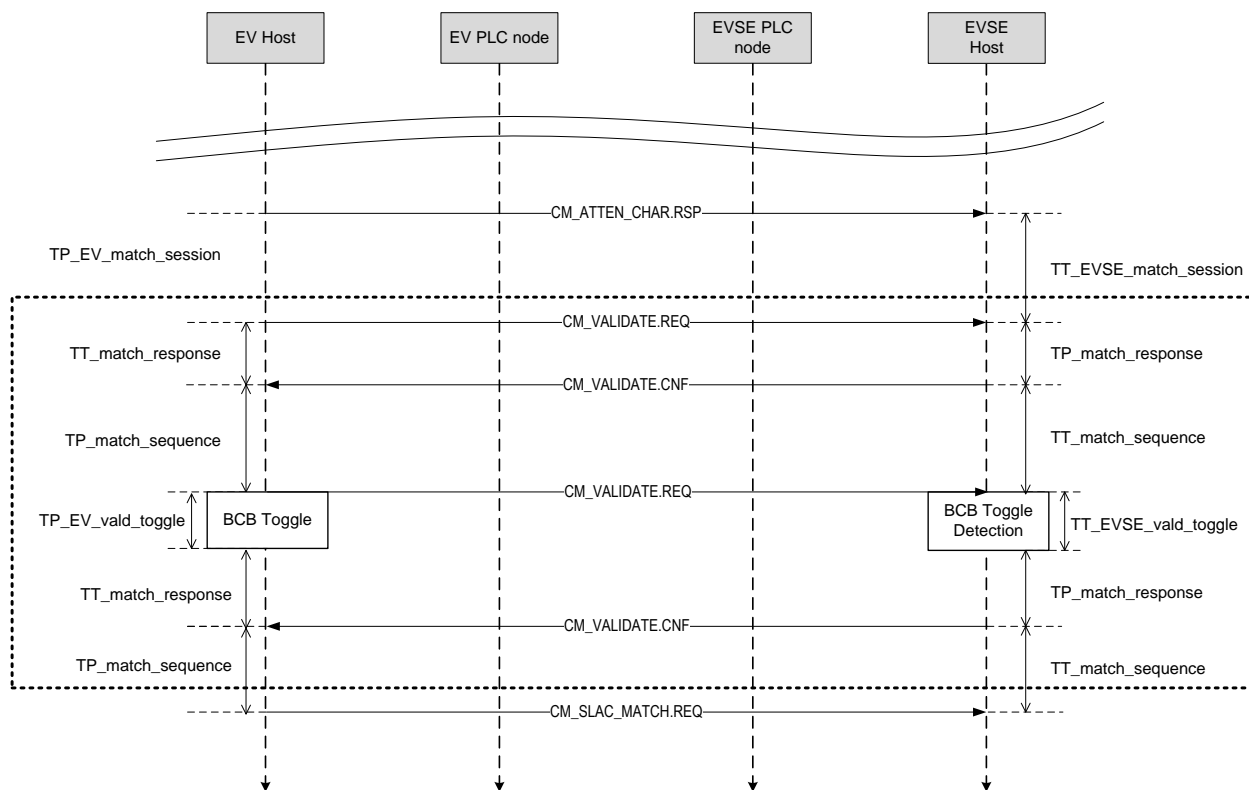 EV Host
EV PLC node
EVSE PLC
node
EVSE
Host
CM_ATTEN_CHAR.RSP
TP_EV_match_session
TT_EVSE_match_session
CM_VALIDATE.REQ
TT_match_response
TP_match_response
CM_VALIDATE.CNF
TP_match_sequence
TT_match_sequence
CM_VALIDATE.REQ
TP_EV_vald_toggle
BCB Toggle
BCB Toggle
Detection
TT_EVSE_vald_toggle
TT_match_response
TP_match_response
CM_VALIDATE.CNF
TP_match_sequence
TT_match_sequence
CM_SLAC_MATCH.REQ